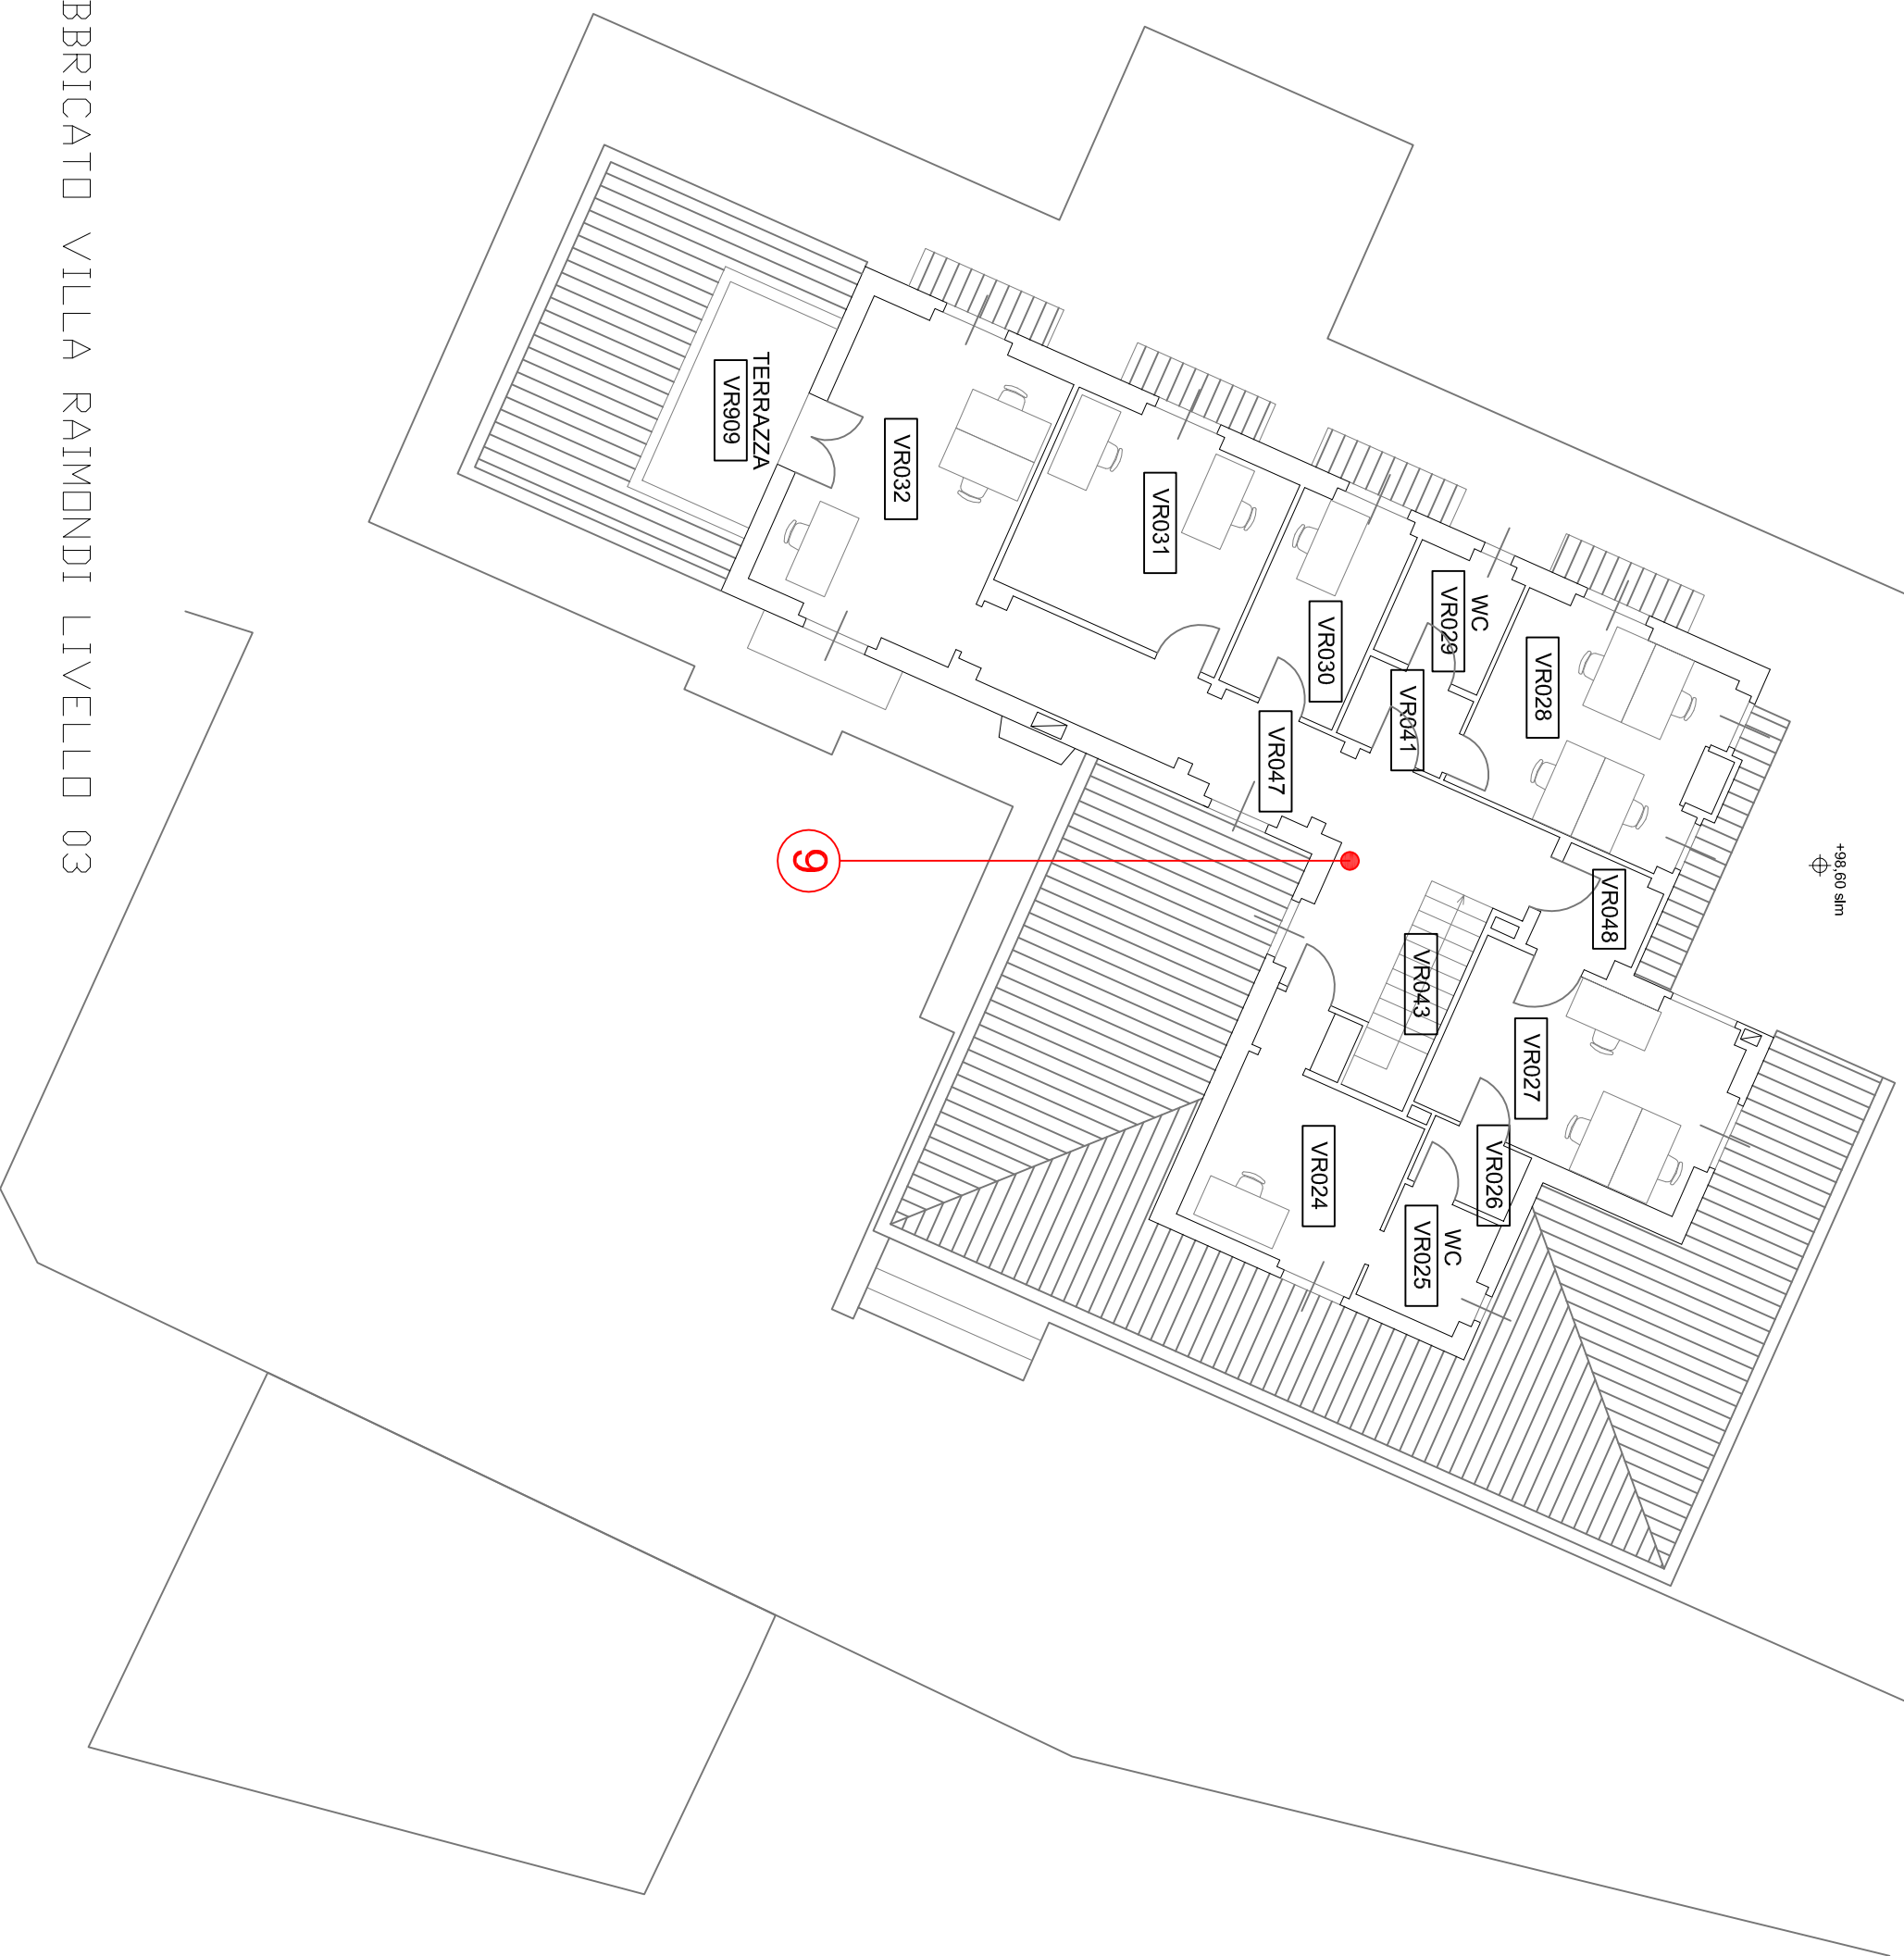 BBRICATO VILLA RAIMONDI LIVELLO 03
+98,60 slm
TERRAZZA
VR909
VR032
VR031
VR030
WC
VR029
VR028
VR041
VR047
VR048
VR043
VR027
VR026
VR024
WC
VR025
9